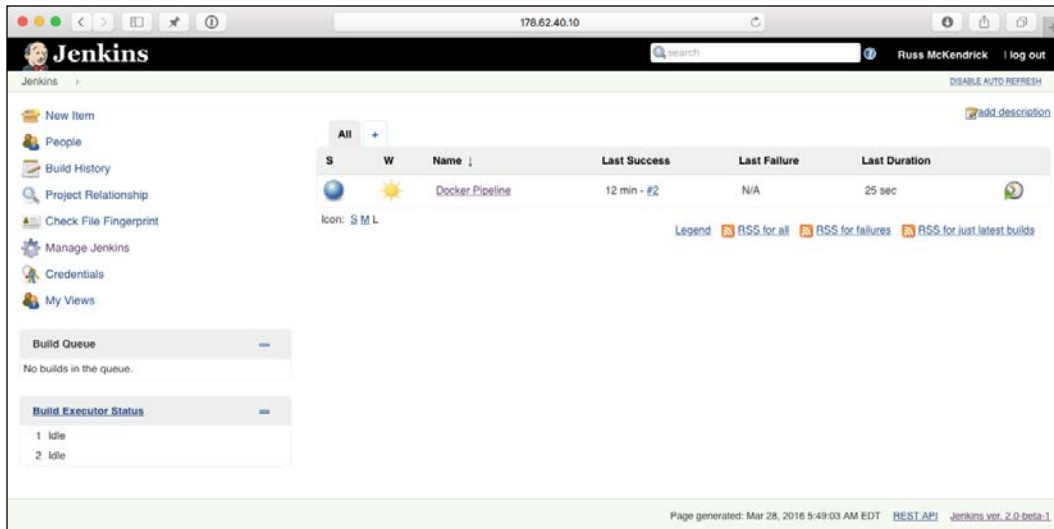 178.62.40.10
Jenkins
search
Russ McKendrick | log out
Jenkins
DISABLE AUTO REFRESH
New Item
People
Build History
Project Relationship
Check File Fingerprint
Manage Jenkins
Credentials
My Views
add description
All +
S W Name ↓ Last Success Last Failure Last Duration
Docker Pipeline 12 min - #2 N/A 25 sec
Icon: S M L
Legend RSS for all RSS for failures RSS for just latest builds
Build Queue
No builds in the queue.
Build Executor Status
1 Idle
2 Idle
Page generated: Mar 28, 2016 5:49:03 AM EDT REST API Jenkins ver. 2.0-beta-1